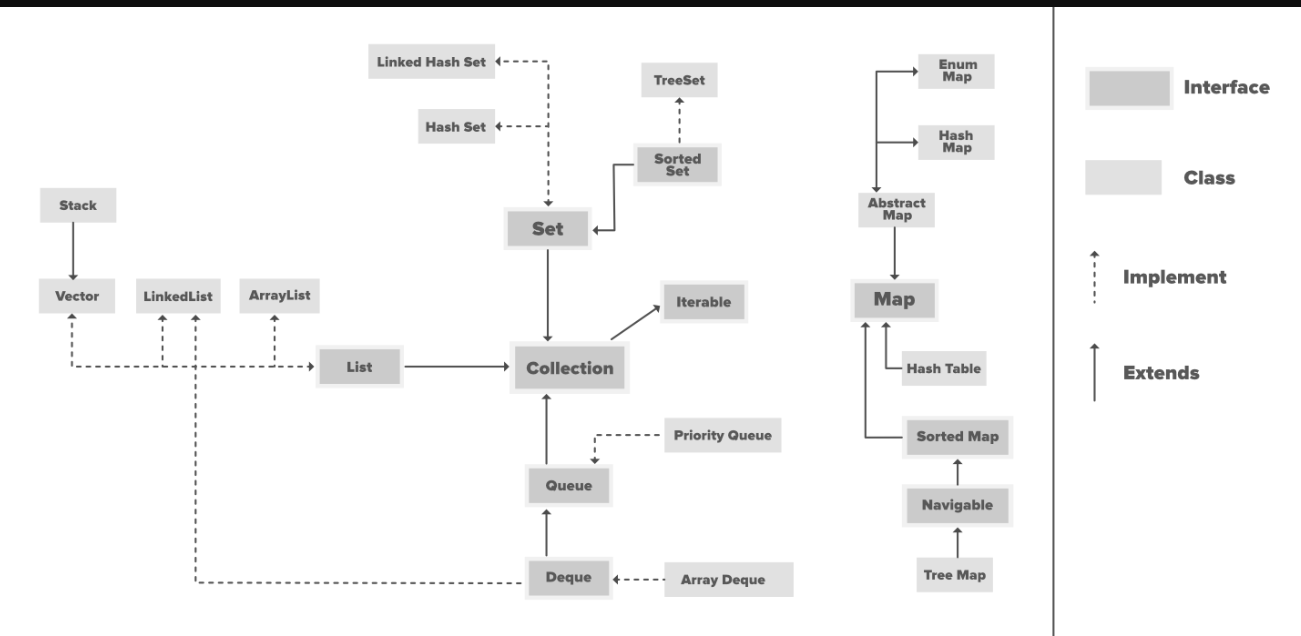 Linked Hash Set
Hash Set
TreeSet
Sorted
Set
Stack
Set
Vector
LinkedList
ArrayList
Iterable
List
Collection
Priority Queue
Queue
Deque
Array Deque
Enum
Map
Hash
Map
Abstract
Map
Map
Hash Table
Sorted Map
Navigable
Tree Map
Interface
Class
Implement
Extends